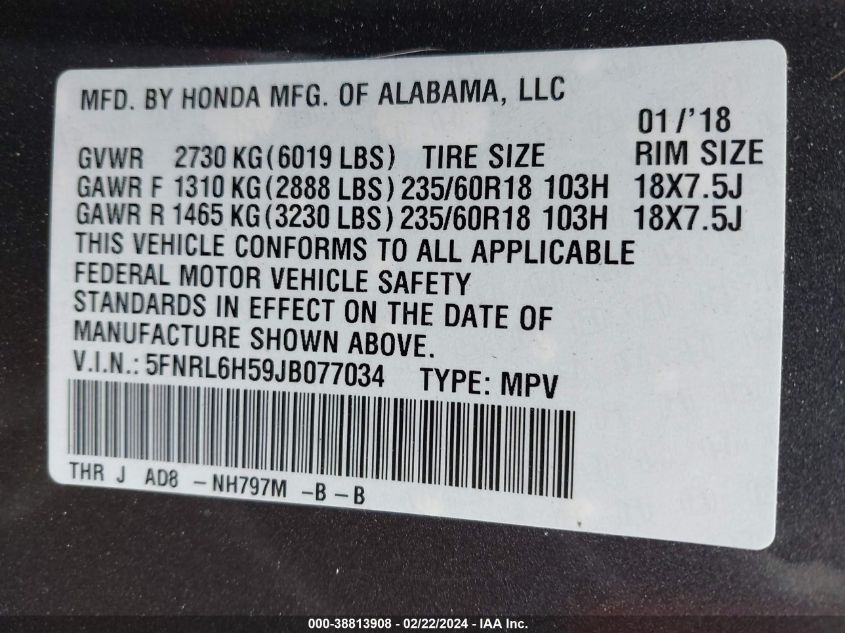 MFD. BY HONDA MFG. OF ALABAMA, LLC
01/'18
GVWR 2730 KG(6019 LBS) TIRE SIZE RIM SIZE
GAWR F 1310 KG(2888 LBS) 235/60R18 103H 18X7.5J
GAWR R 1465 KG(3230 LBS) 235/60R18 103H 18X7.5J
THIS VEHICLE CONFORMS TO ALL APPLICABLE
FEDERAL MOTOR VEHICLE SAFETY
STANDARDS IN EFFECT ON THE DATE OF
MANUFACTURE SHOWN ABOVE.
V.I.N.: 5FNRL6H59JB077034 TYPE: MPV
THR J AD8 -NH797M -B-B
000-38813908 - 02/22/2024 - IAA Inc.